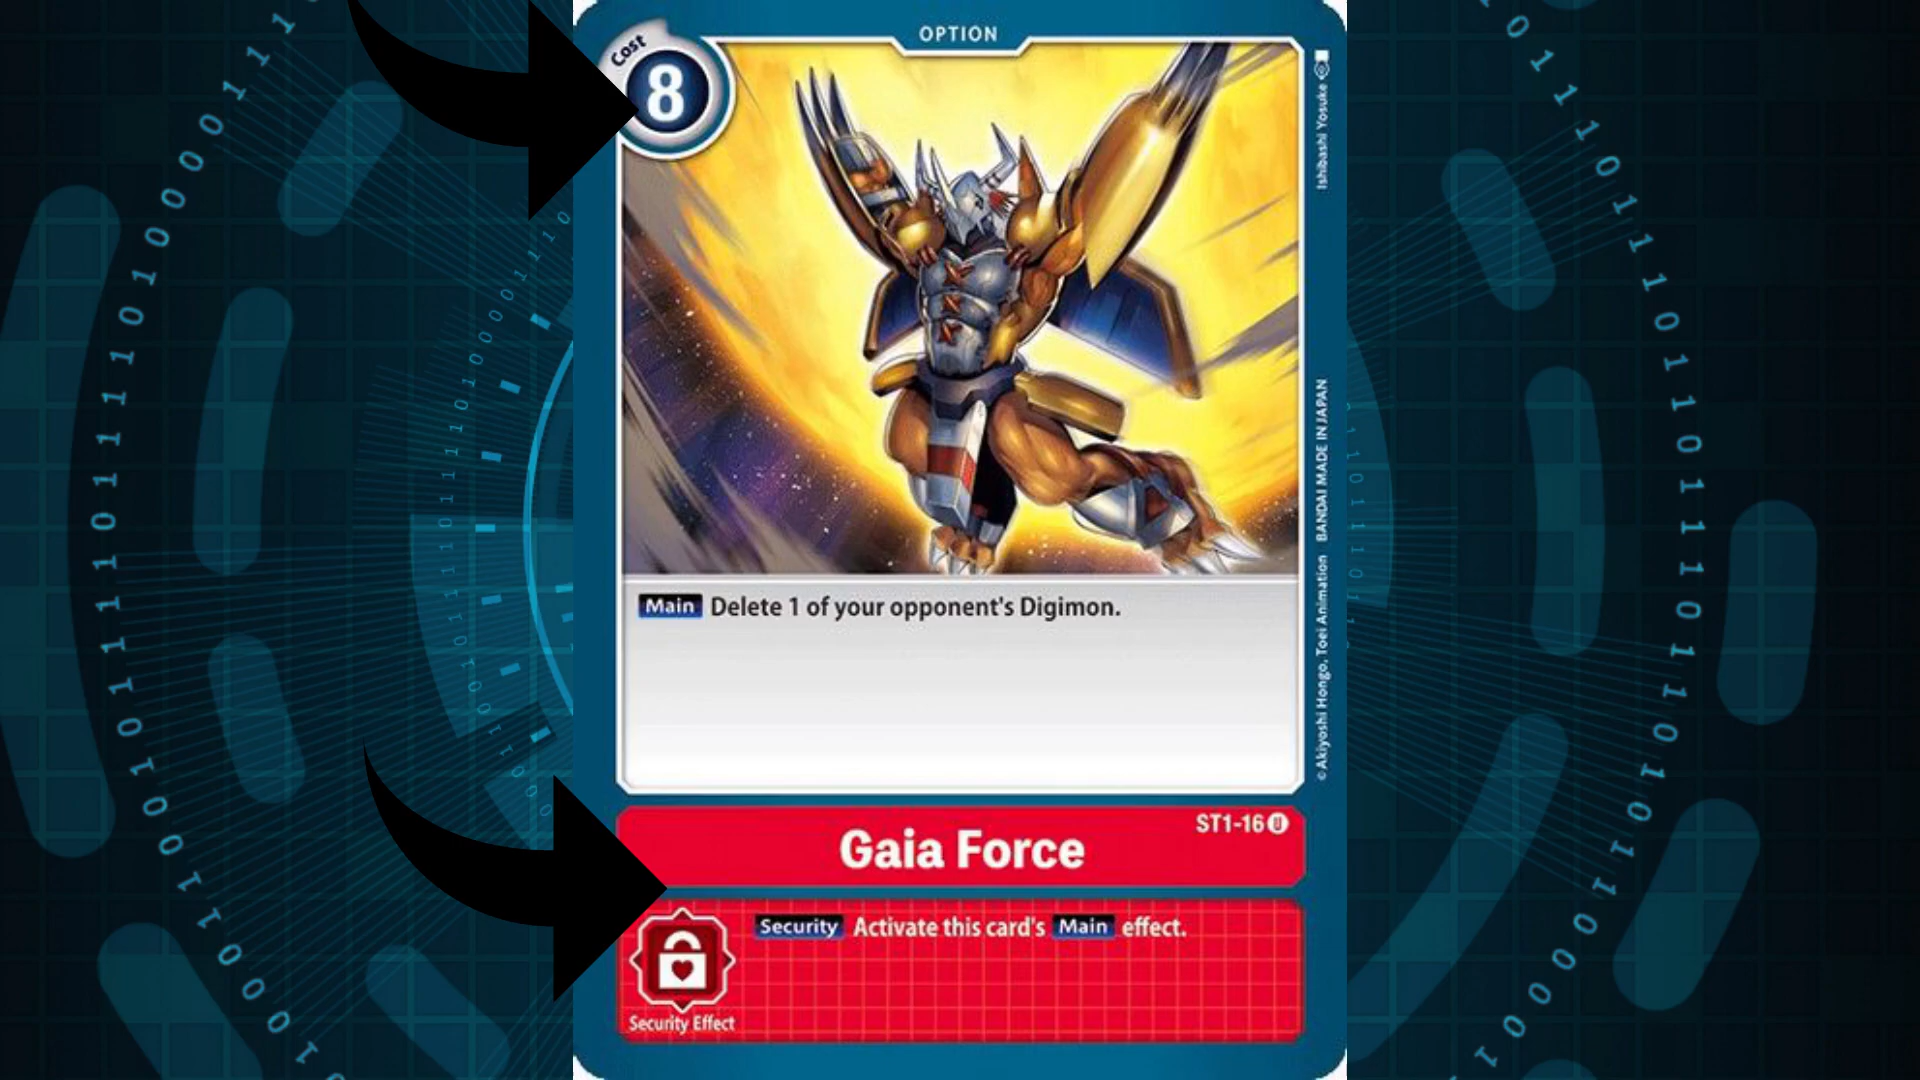 OPTION
Cost
8
Ishibashi Yosuke
Main Delete 1 of your opponent's Digimon.
©Akiyoshi Hongo, Toei Animation BANDAI MADE IN JAPAN
ST1-16 U
Gaia Force
Security Activate this card's Main effect.
Security Effect